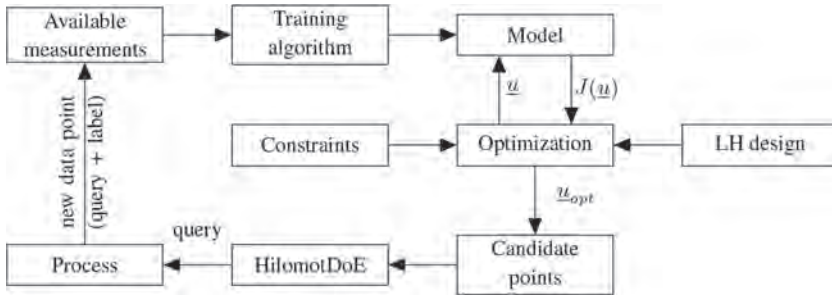 Available
measurements
Training
algorithm
Model
u
J(u)
Constraints
Optimization
LH design
u_opt
new data point
(query + label)
query
Process
HilomotDoE
Candidate
points